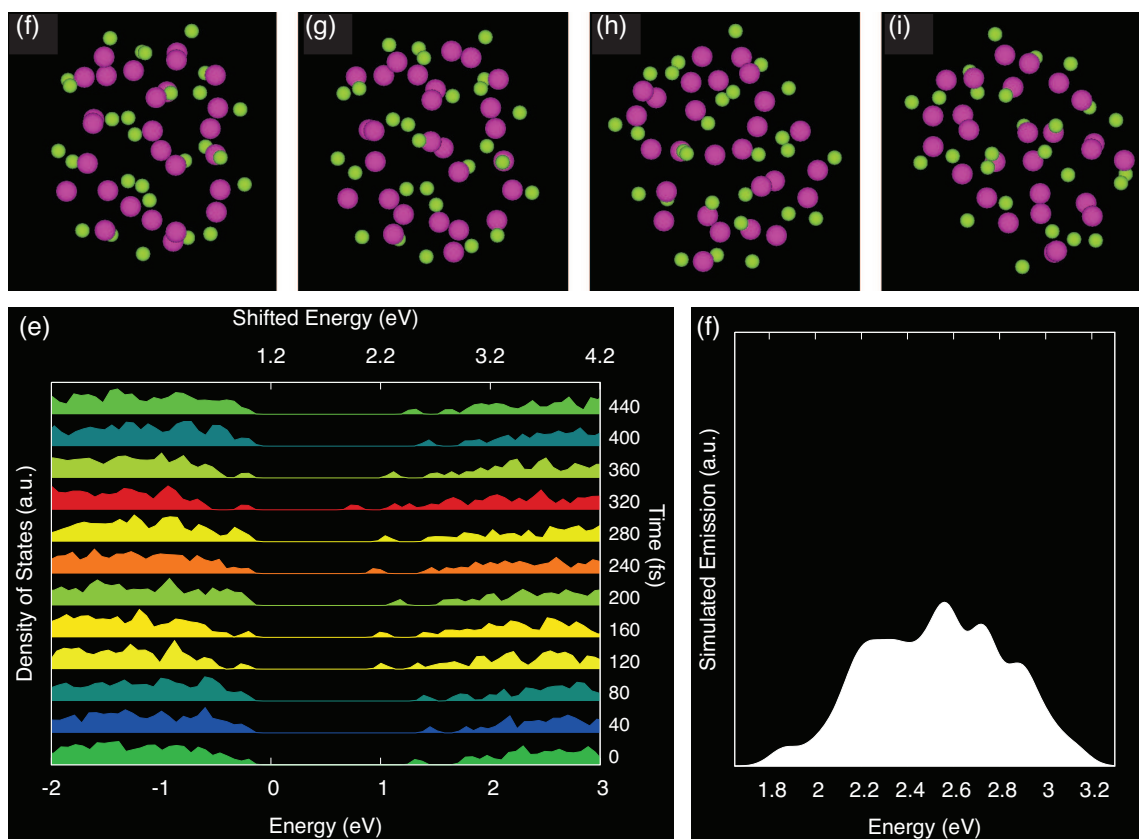 (f)
(g)
(h)
(i)
(e)
Shifted Energy (eV)
1.2 2.2 3.2 4.2
Density of States (a.u.)
440
400
360
320
280
240
200
160
120
80
40
0
Time (fs)
-2 -1 0 1 2 3
Energy (eV)
(f)
Simulated Emission (a.u.)
1.8 2 2.2 2.4 2.6 2.8 3 3.2
Energy (eV)